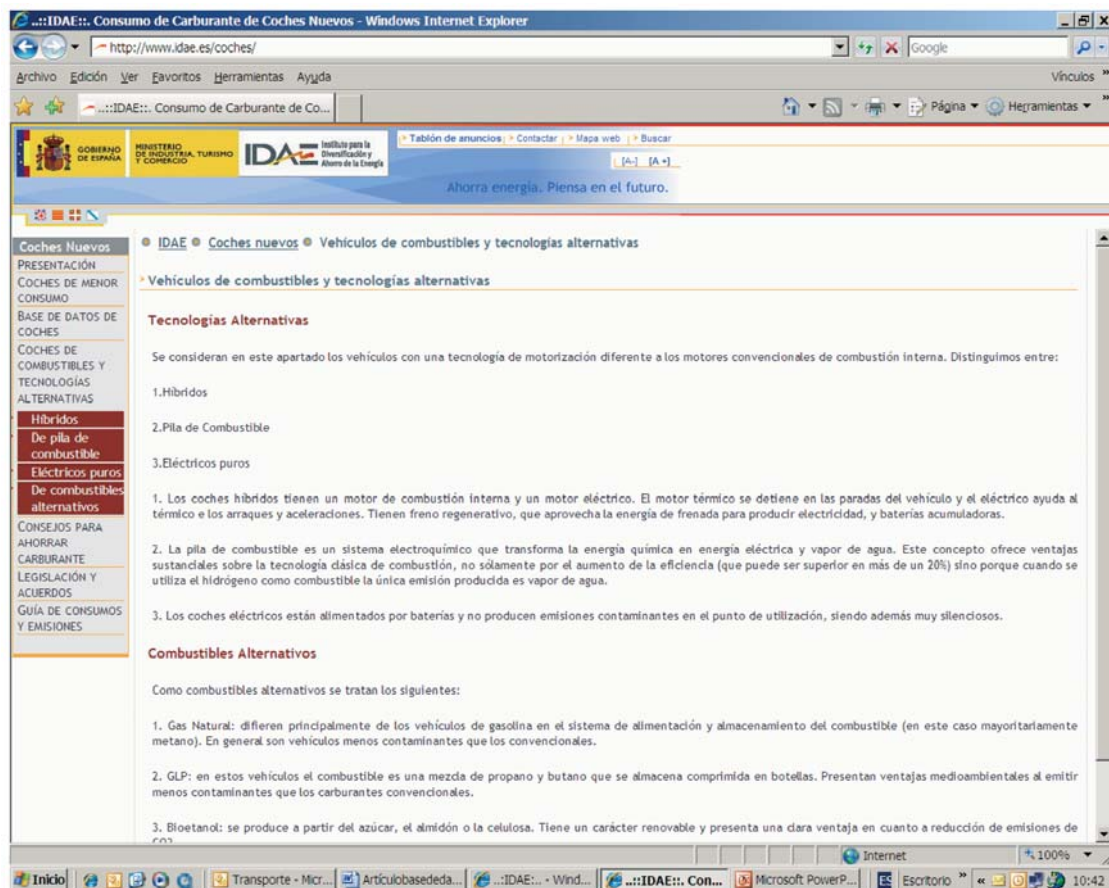 ..::IDAE::. Consumo de Carburante de Coches Nuevos - Windows Internet Explorer
http://www.idae.es/coches/
Google
Archivo Edición Ver Favoritos Herramientas Ayuda
Vínculos
..::IDAE::. Consumo de Carburante de Co...
Página Herramientas
GOBIERNO DE ESPAÑA
MINISTERIO DE INDUSTRIA, TURISMO Y COMERCIO
IDAE Instituto para la Diversificación y Ahorro de la Energía
Tablón de anuncios Contactar Mapa web Buscar
[A-] [A+]
Ahorra energía. Piensa en el futuro.
Coches Nuevos
PRESENTACIÓN
COCHES DE MENOR
CONSUMO
BASE DE DATOS DE
COCHES
COCHES DE
COMBUSTIBLES Y
TECNOLOGÍAS
ALTERNATIVAS
Híbridos
De pila de
combustible
Eléctricos puros
De combustibles
alternativos
CONSEJOS PARA
AHORRAR
CARBURANTE
LEGISLACIÓN Y
ACUERDOS
GUÍA DE CONSUMOS
Y EMISIONES
IDAE Coches nuevos Vehículos de combustibles y tecnologías alternativas
Vehículos de combustibles y tecnologías alternativas
Tecnologías Alternativas
Se consideran en este apartado los vehículos con una tecnología de motorización diferente a los motores convencionales de combustión interna. Distinguimos entre:
1.Híbridos
2.Pila de Combustible
3.Eléctricos puros
1. Los coches híbridos tienen un motor de combustión interna y un motor eléctrico. El motor térmico se detiene en las paradas del vehículo y el eléctrico ayuda al
térmico e los arraques y aceleraciones. Tienen freno regenerativo, que aprovecha la energía de frenada para producir electricidad, y baterías acumuladoras.
2. La pila de combustible es un sistema electroquímico que transforma la energía química en energía eléctrica y vapor de agua. Este concepto ofrece ventajas
sustanciales sobre la tecnología clásica de combustión, no sólamente por el aumento de la eficiencia (que puede ser superior en más de un 20%) sino porque cuando se
utiliza el hidrógeno como combustible la única emisión producida es vapor de agua.
3. Los coches eléctricos están alimentados por baterías y no producen emisiones contaminantes en el punto de utilización, siendo además muy silenciosos.
Combustibles Alternativos
Como combustibles alternativos se tratan los siguientes:
1. Gas Natural: difieren principalmente de los vehículos de gasolina en el sistema de alimentación y almacenamiento del combustible (en este caso mayoritariamente
metano). En general son vehículos menos contaminantes que los convencionales.
2. GLP: en estos vehículos el combustible es una mezcla de propano y butano que se almacena comprimida en botellas. Presentan ventajas medioambientales al emitir
menos contaminantes que los carburantes convencionales.
3. Bioetanol: se produce a partir del azúcar, el almidón o la celulosa. Tiene un carácter renovable y presenta una clara ventaja en cuanto a reducción de emisiones de
CO2
Internet 100%
Inicio Transporte - Micr... Artículobasededa... ..::IDAE::.. - Wind... ..::IDAE::. Con... Microsoft PowerP... ES Escritorio 10:42